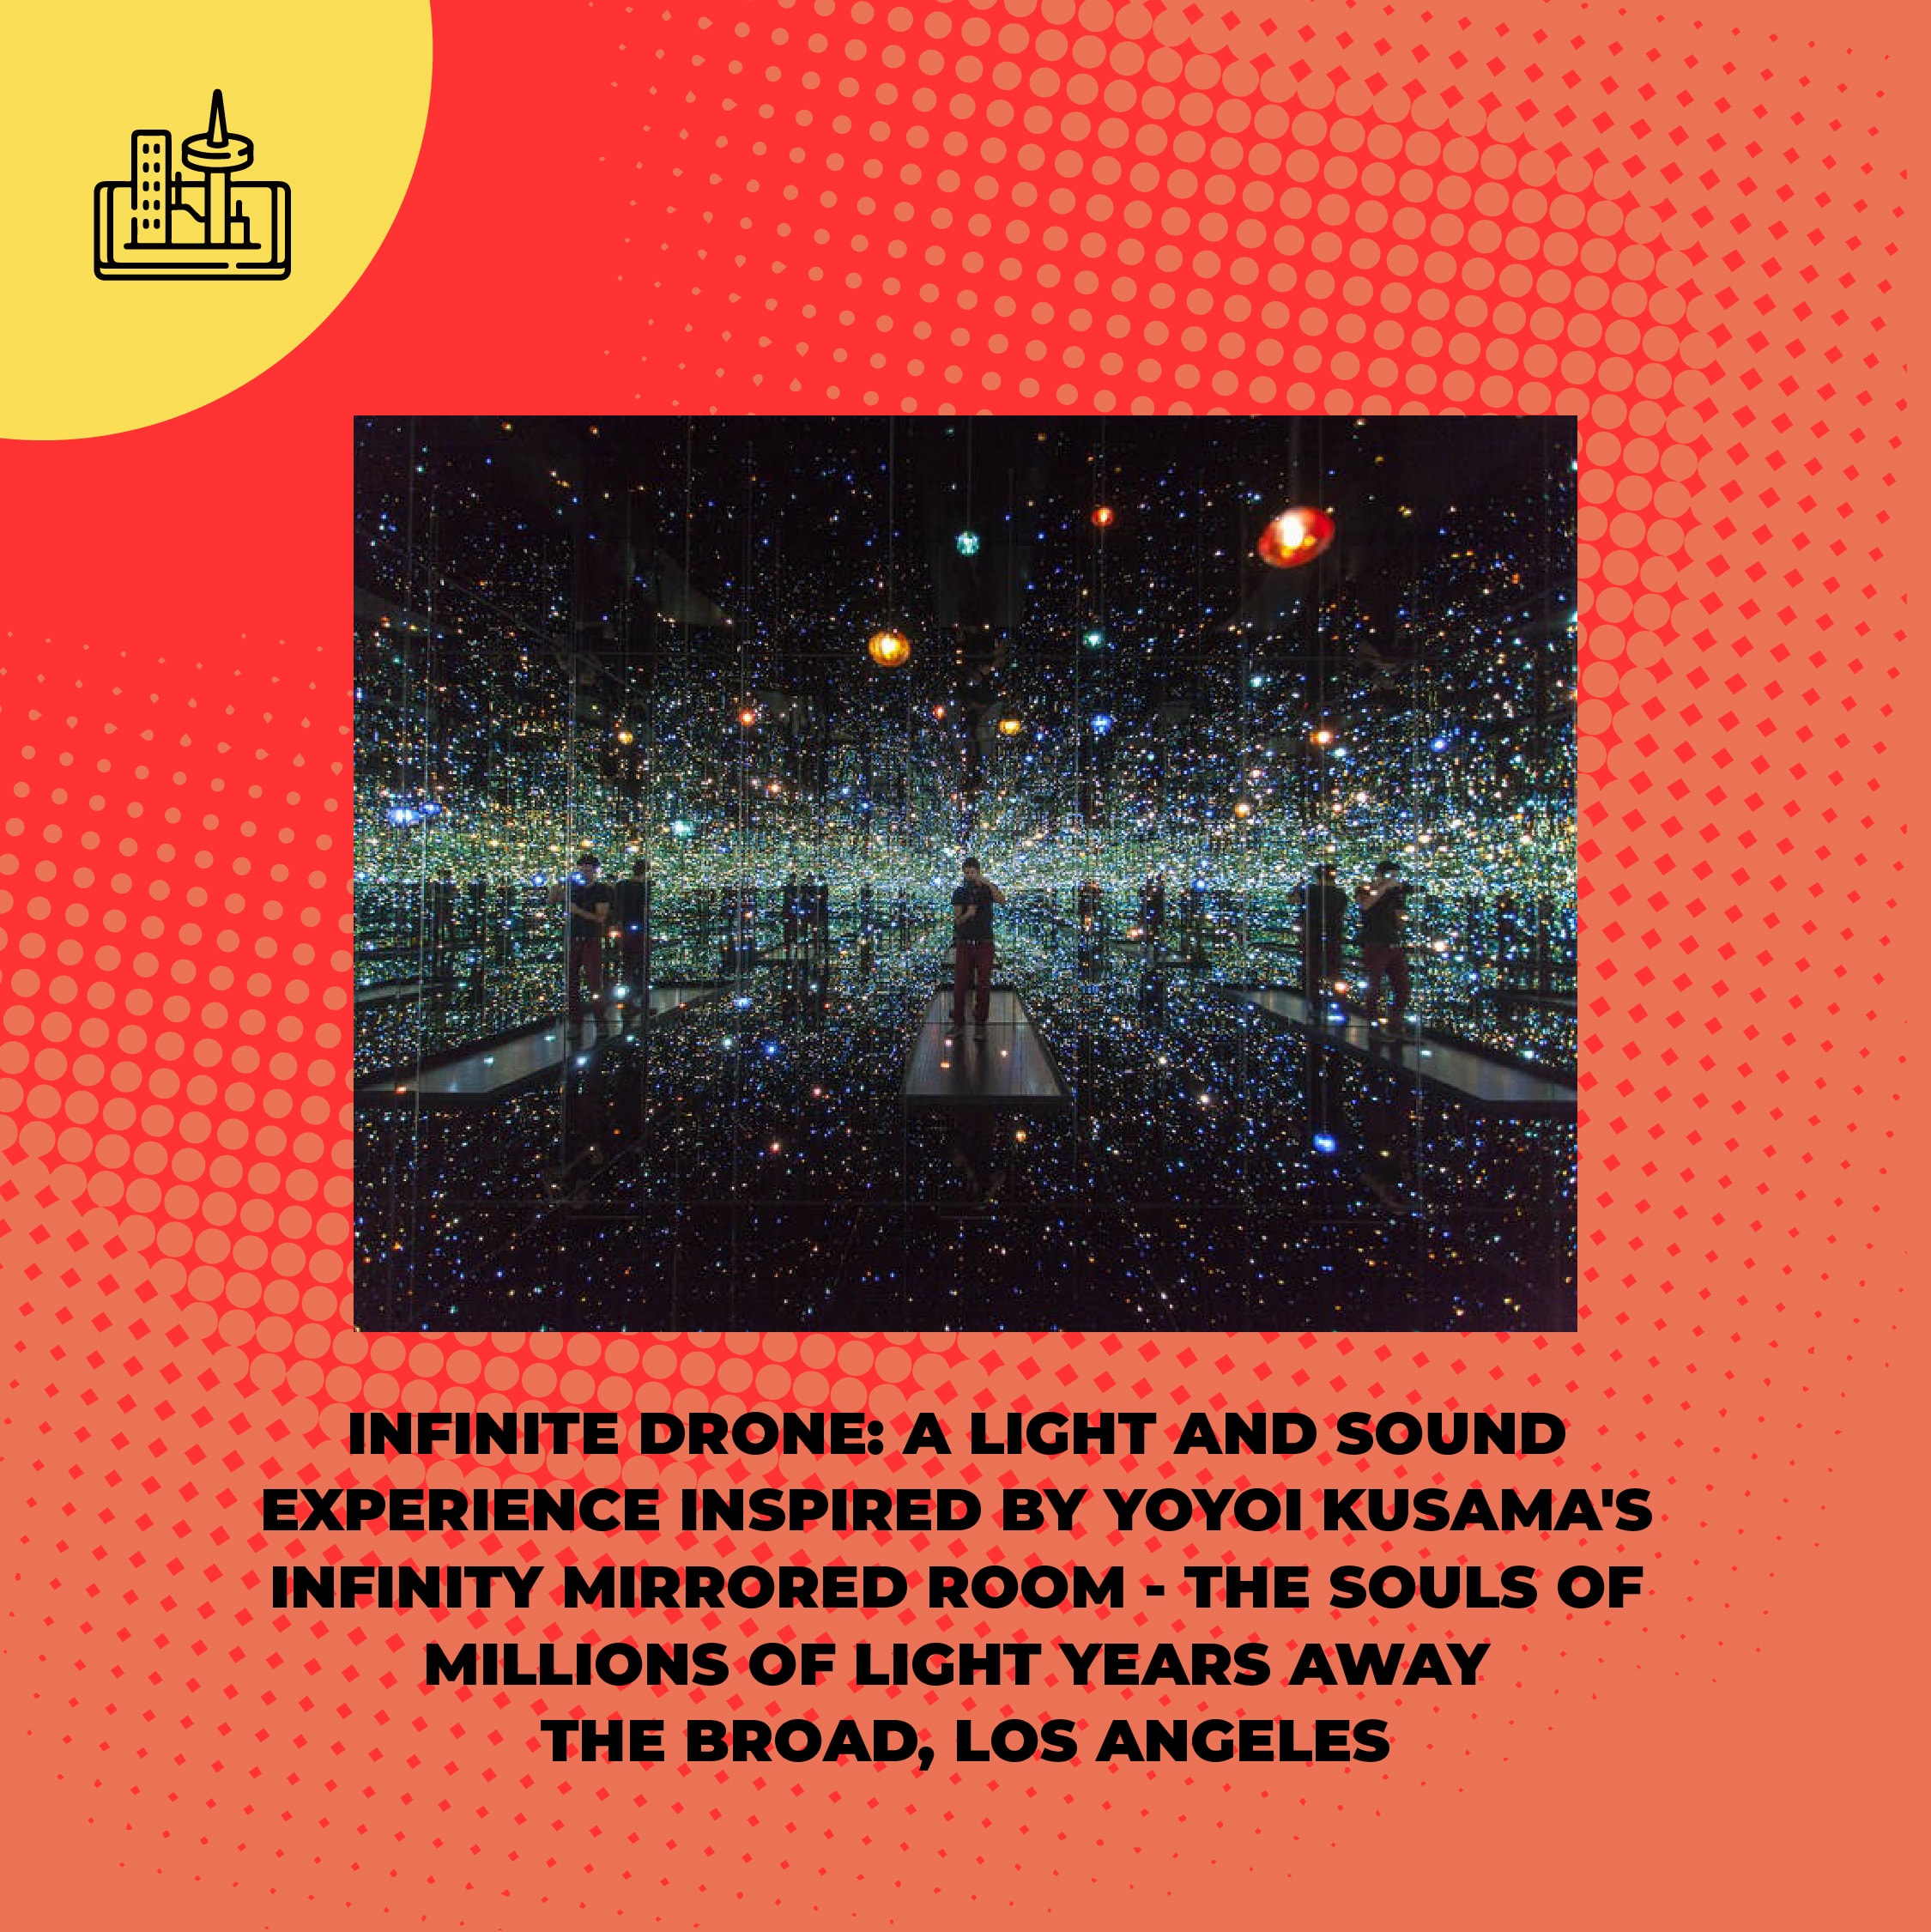 INFINITE DRONE: A LIGHT AND SOUND
EXPERIENCE INSPIRED BY YOYOI KUSAMA'S
INFINITY MIRRORED ROOM - THE SOULS OF
MILLIONS OF LIGHT YEARS AWAY
THE BROAD, LOS ANGELES